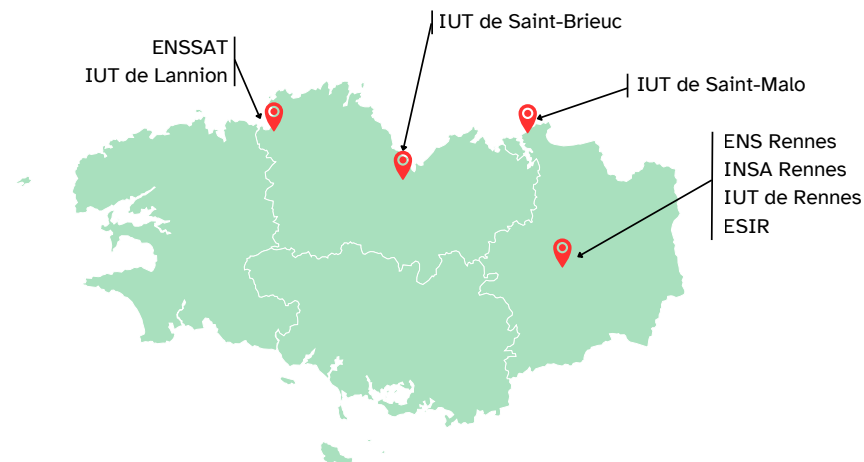 ENSSAT
IUT de Lannion
IUT de Saint-Brieuc
IUT de Saint-Malo
ENS Rennes
INSA Rennes
IUT de Rennes
ESIR